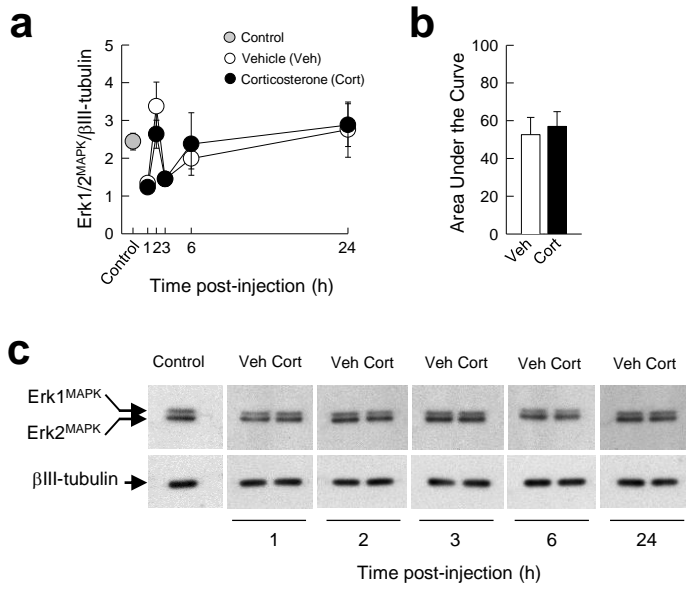 a
Control
Vehicle (Veh)
Corticosterone (Cort)
Erk1/2MAPK/βIII-tubulin
5
4
3
2
1
0
Control
1 2 3 6 24
Time post-injection (h)
b
Area Under the Curve
100
80
60
40
20
0
Veh
Cort
c
Control Veh Cort Veh Cort Veh Cort Veh Cort Veh Cort
Erk1MAPK
Erk2MAPK
βIII-tubulin
1 2 3 6 24
Time post-injection (h)